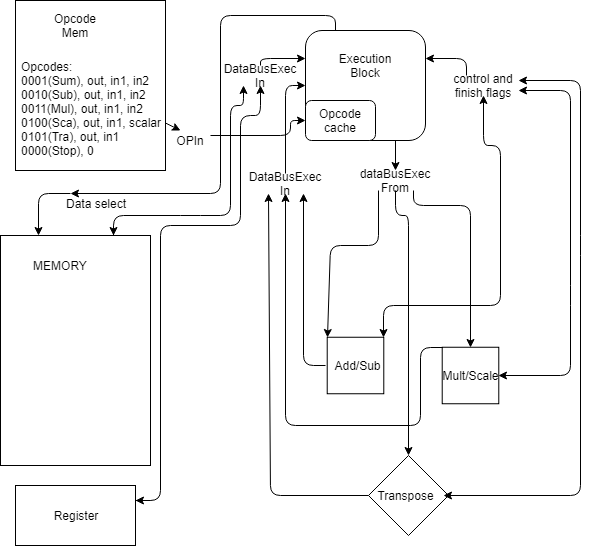 Opcode
Mem
Opcodes:
0001(Sum), out, in1, in2
0010(Sub), out, in1, in2
0011(Mul), out, in1, in2
0100(Sca), out, in1, scalar
0101(Tra), out, in1
0000(Stop), 0
OPIn
DataBusExec
In
Execution
Block
Opcode
cache
control and
finish flags
DataBusExec
In
dataBusExec
From
Data select
MEMORY
Add/Sub
Mult/Scale
Transpose
Register